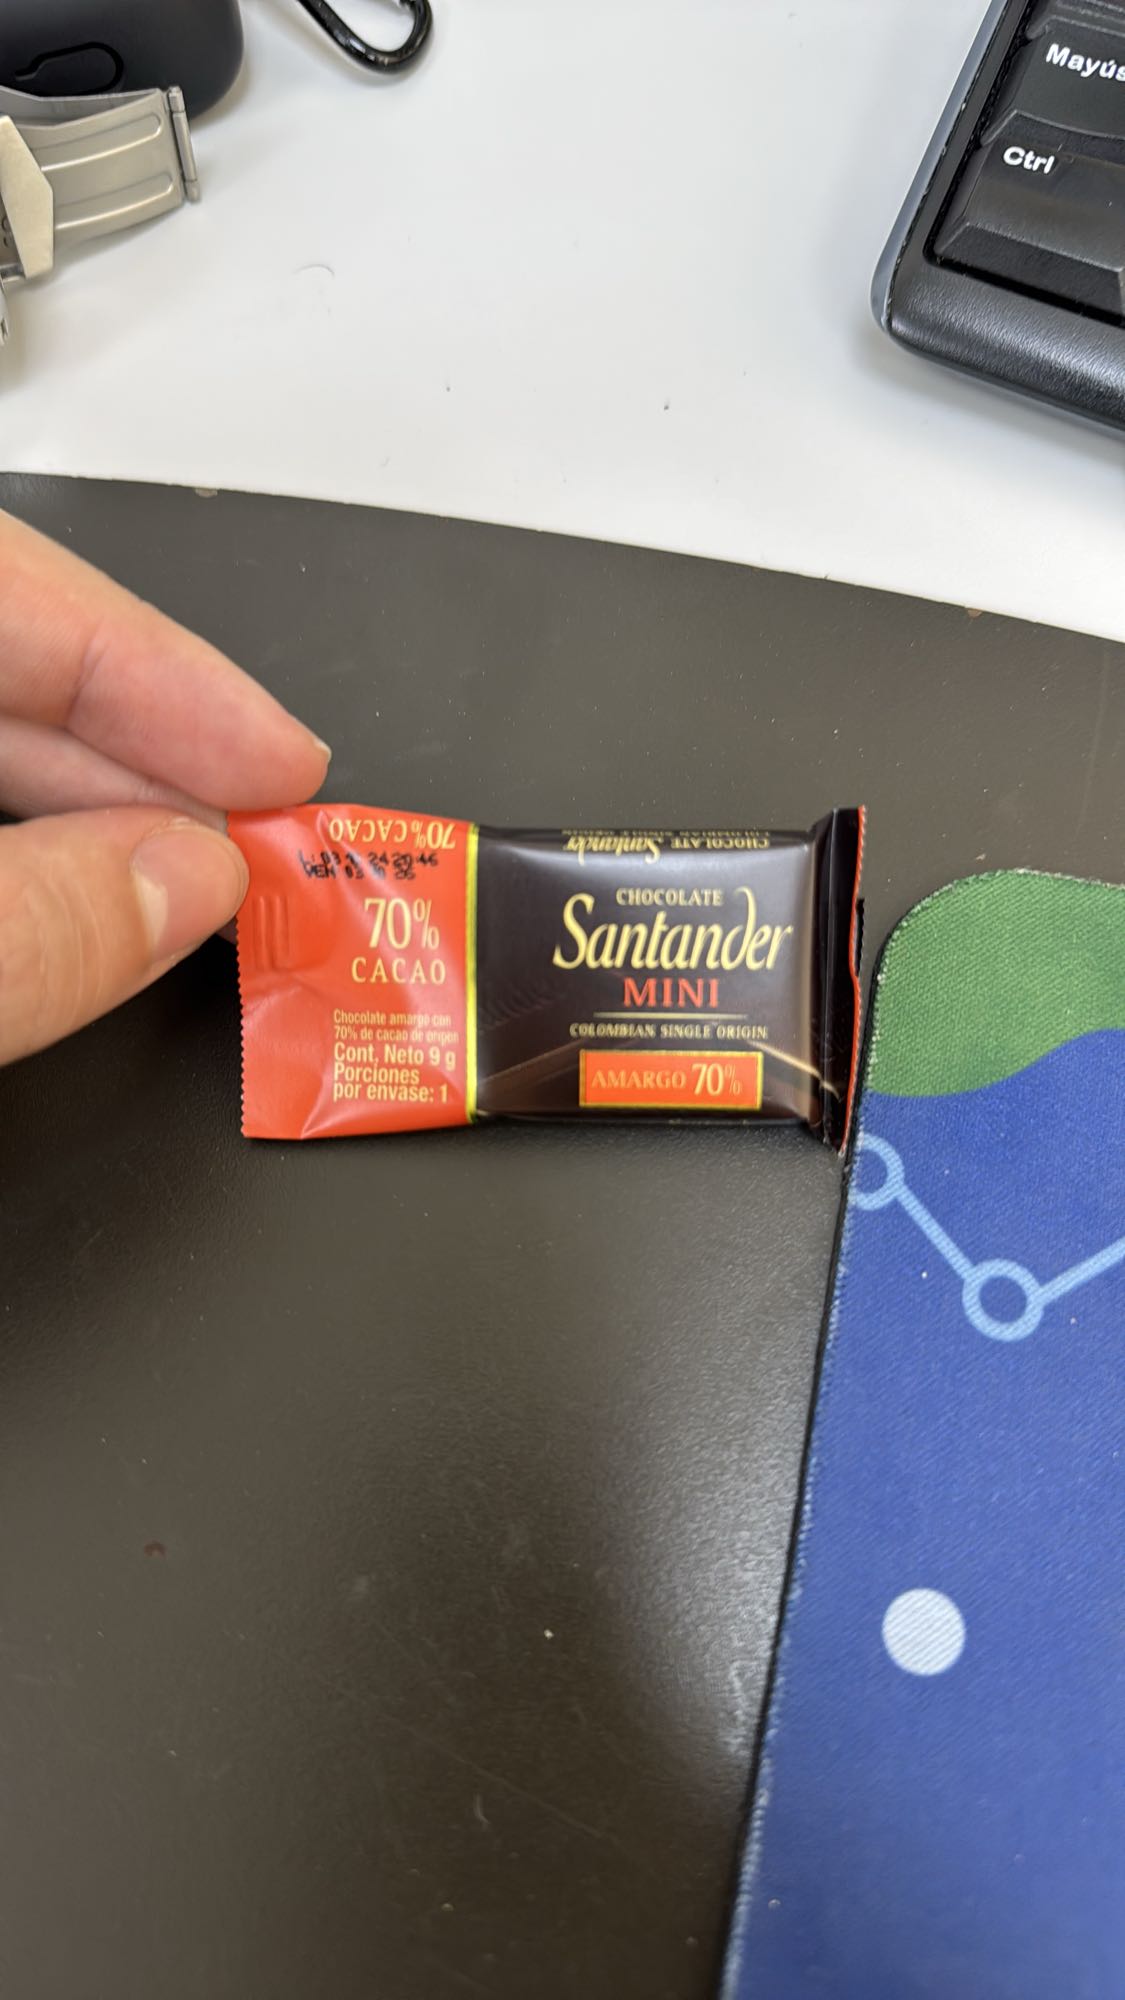 Mayús
Ctrl
70% CACAO
70%
CACAO
Chocolate amargo con
70% de cacao de origen
Cont. Neto 9 g
Porciones
por envase: 1
CHOCOLATE Santander
CHOCOLATE
Santander
MINI
COLOMBIAN SINGLE ORIGIN
AMARGO 70%